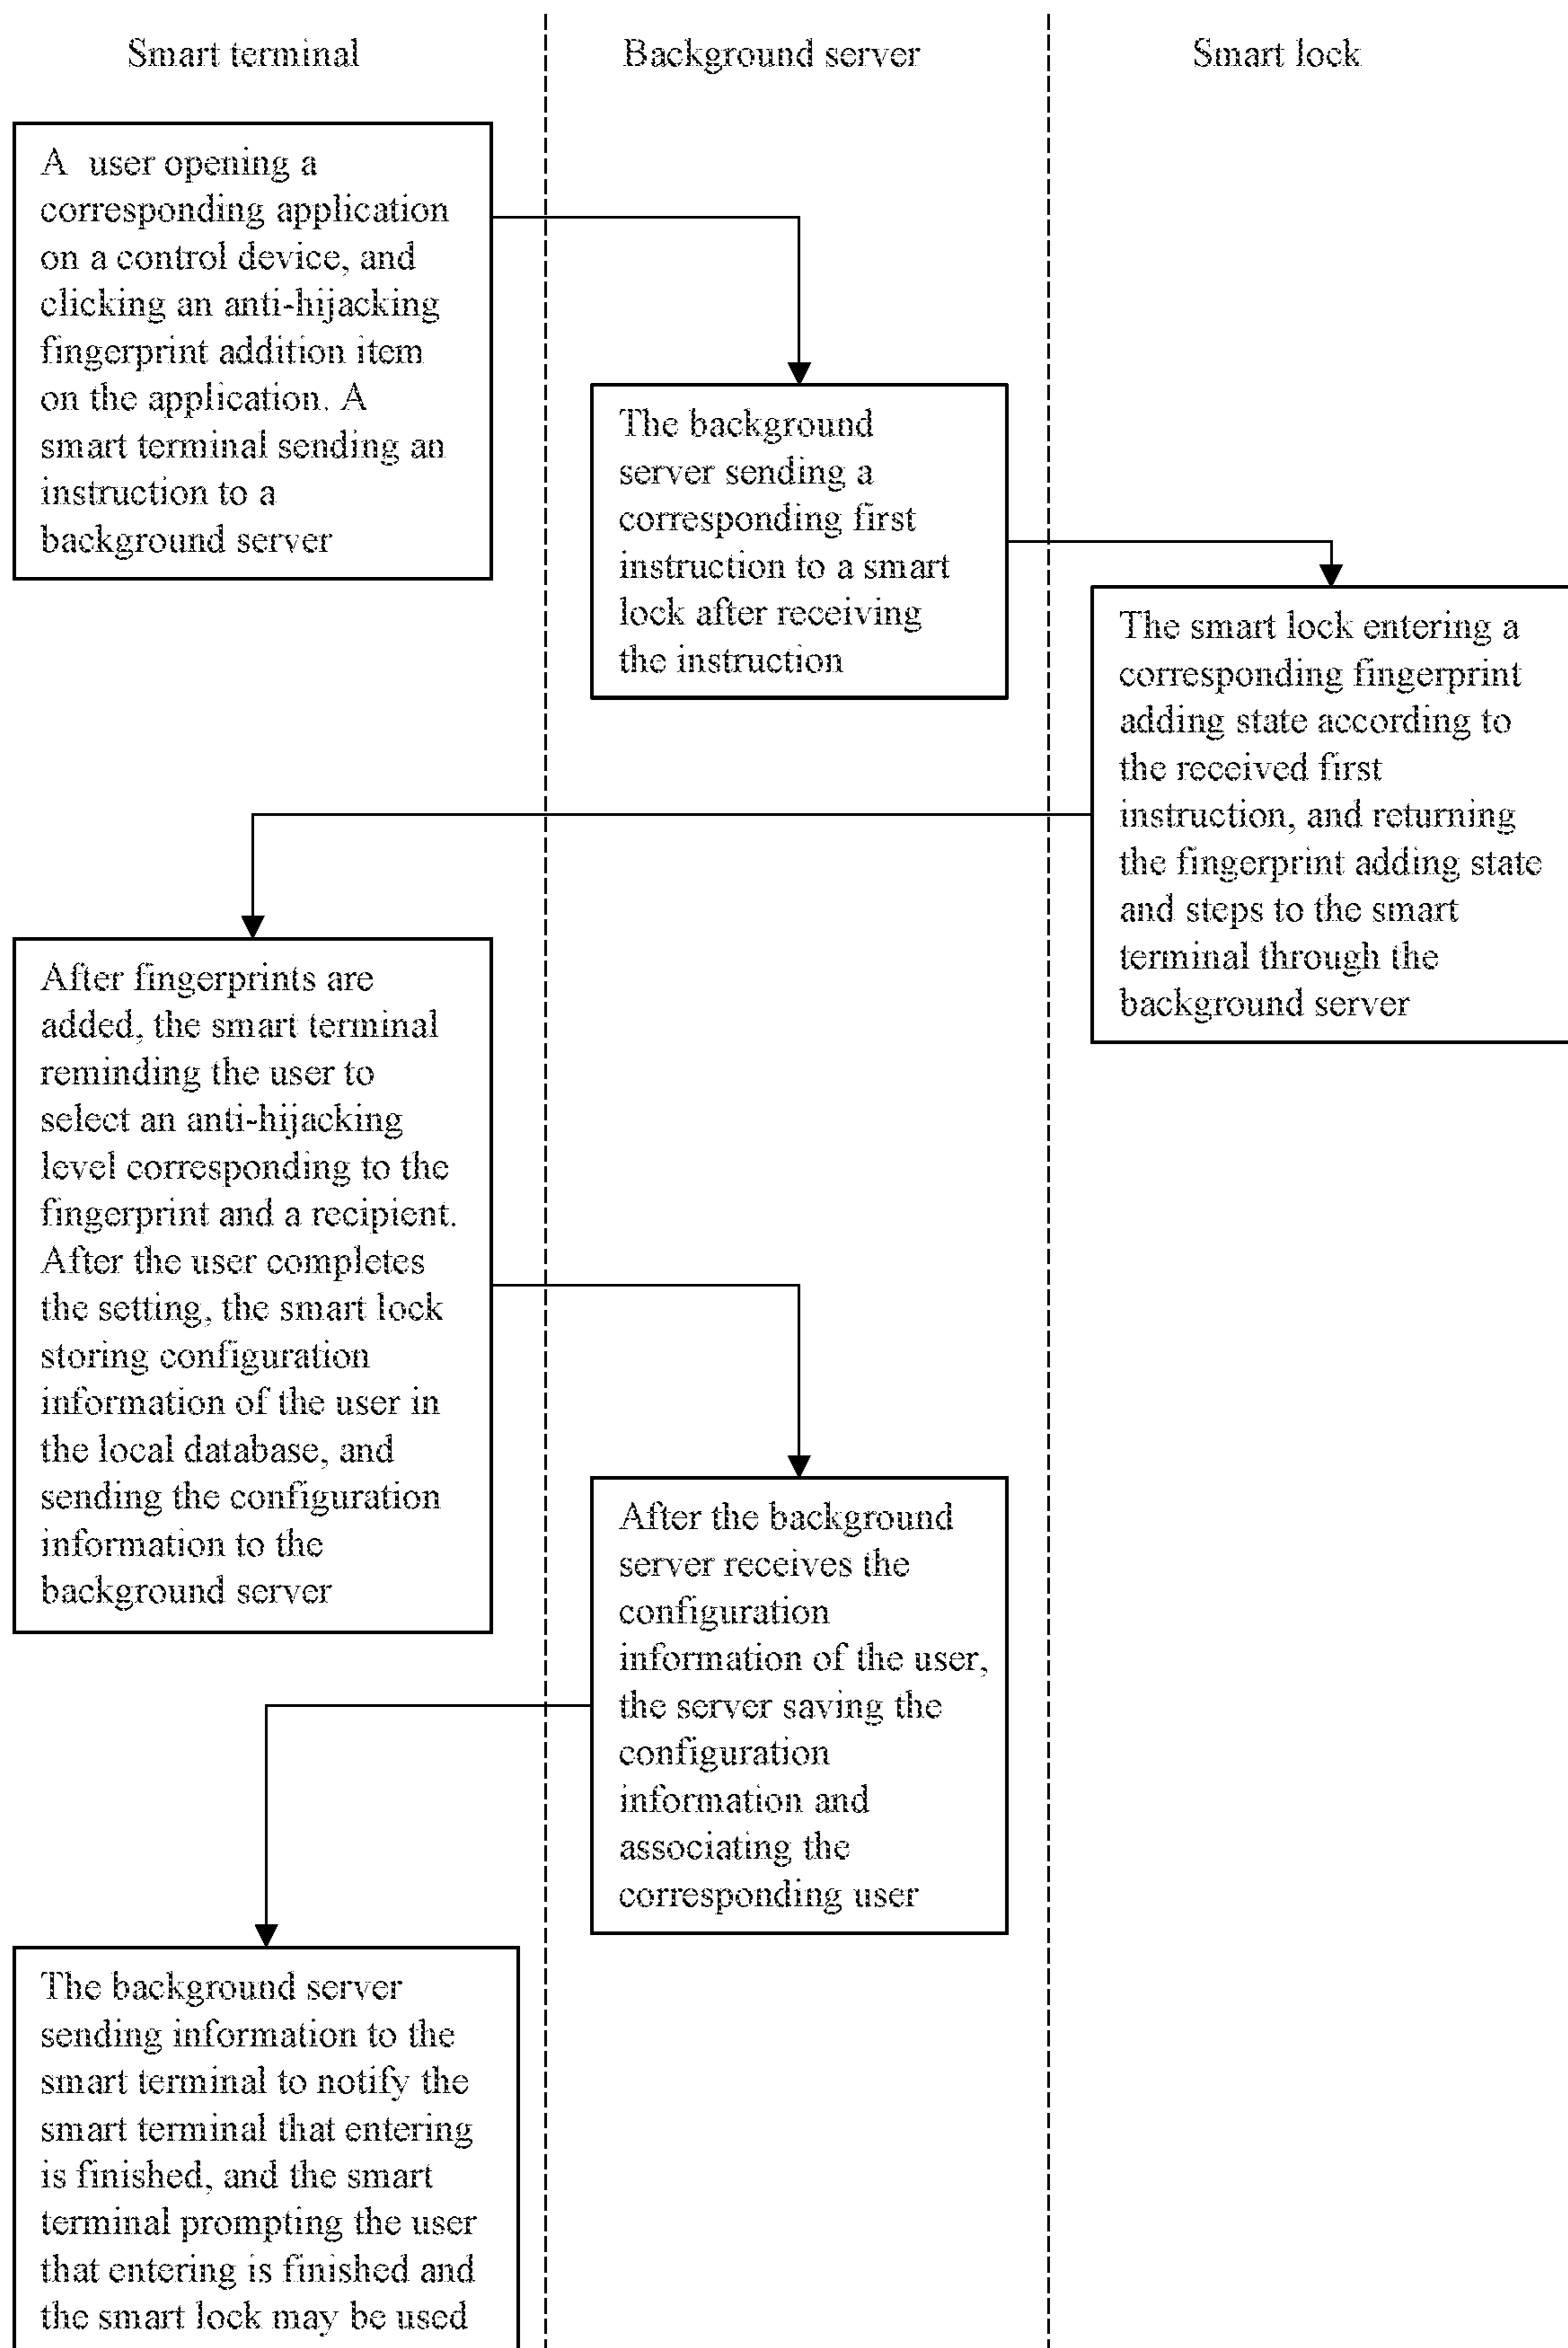 Smart terminal
Background server
Smart lock
A user opening a
corresponding application
on a control device, and
clicking an anti-hijacking
fingerprint addition item
on the application. A
smart terminal sending an
instruction to a
background server
The background
server sending a
corresponding first
instruction to a smart
lock after receiving
the instruction
The smart lock entering a
corresponding fingerprint
adding state according to
the received first
instruction, and returning
the fingerprint adding state
and steps to the smart
terminal through the
background server
After fingerprints are
added, the smart terminal
reminding the user to
select an anti-hijacking
level corresponding to the
fingerprint and a recipient.
After the user completes
the setting, the smart lock
storing configuration
information of the user in
the local database, and
sending the configuration
information to the
background server
After the background
server receives the
configuration
information of the user,
the server saving the
configuration
information and
associating the
corresponding user
The background server
sending information to the
smart terminal to notify the
smart terminal that entering
is finished, and the smart
terminal prompting the user
that entering is finished and
the smart lock may be used